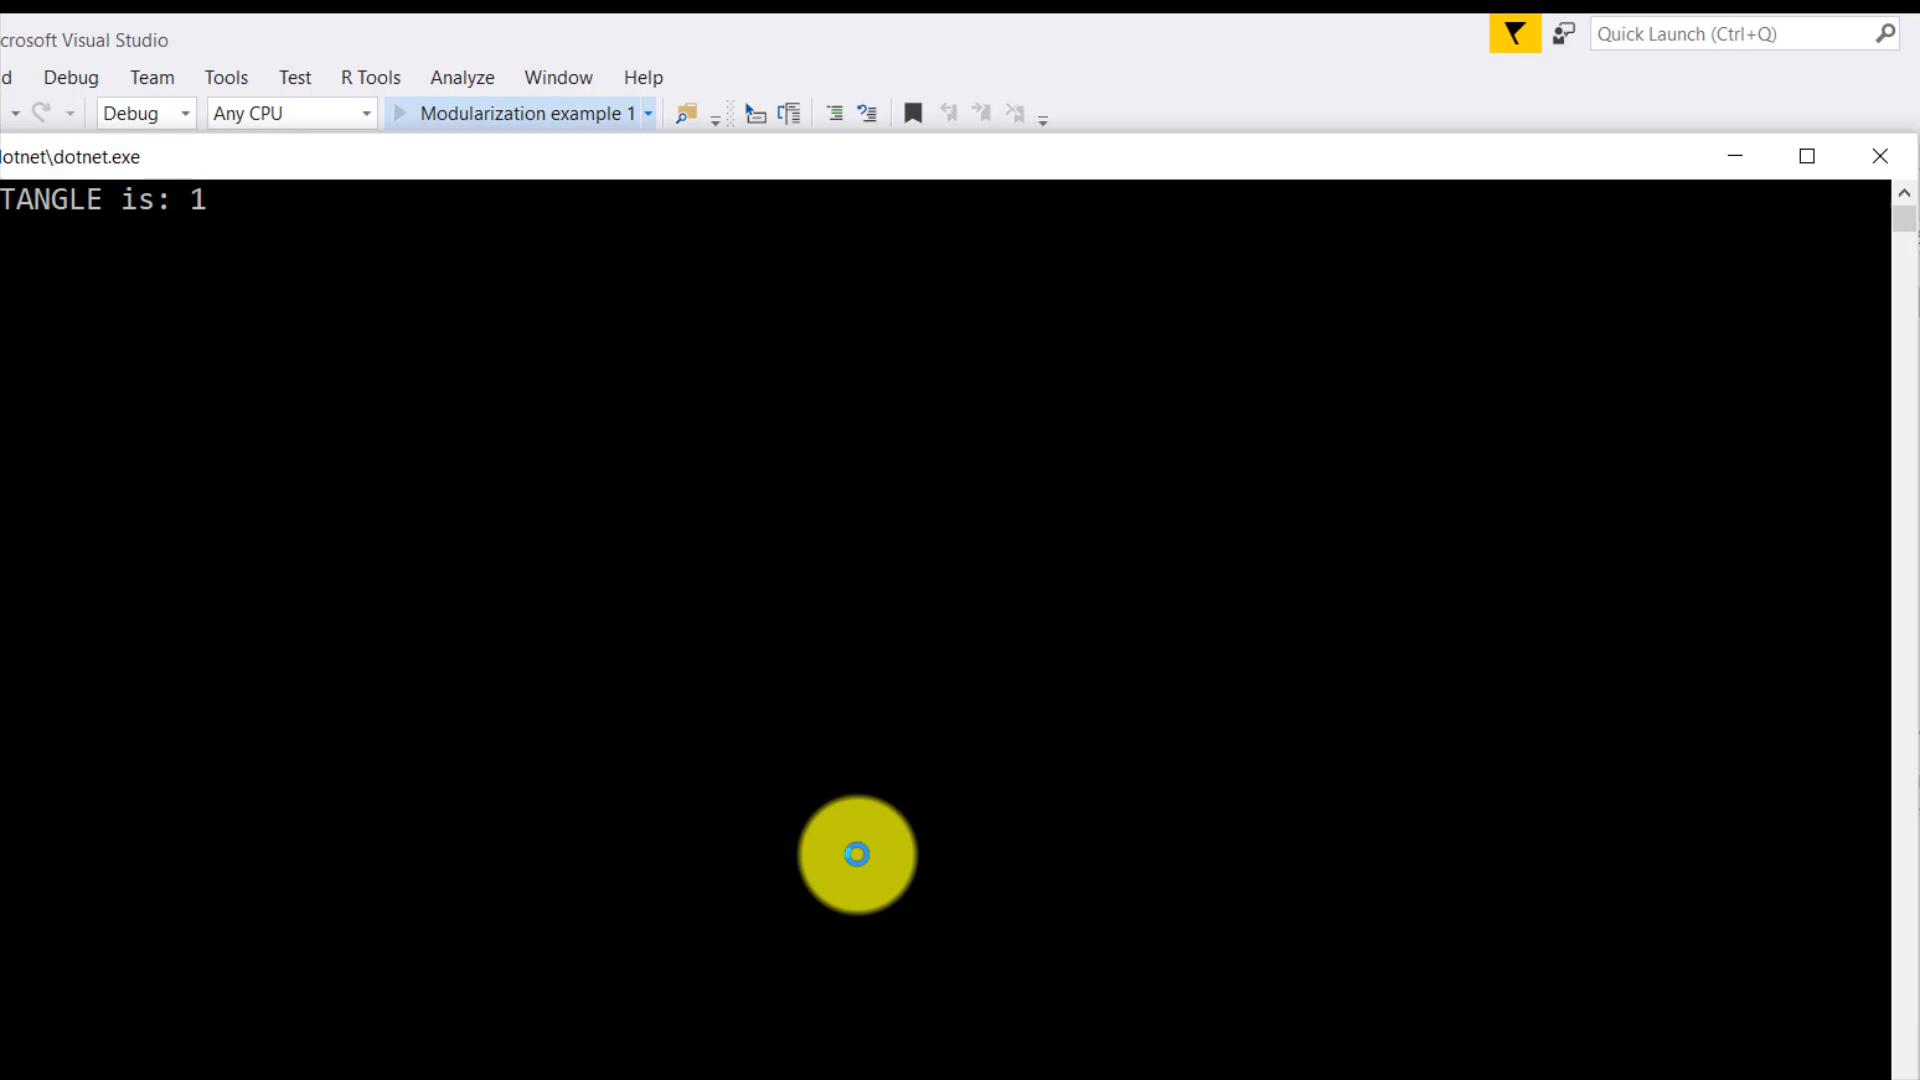 crosoft Visual Studio
Quick Launch (Ctrl+Q)
d Debug Team Tools Test R Tools Analyze Window Help
Debug Any CPU Modularization example 1
lotnet\dotnet.exe
TANGLE is: 1